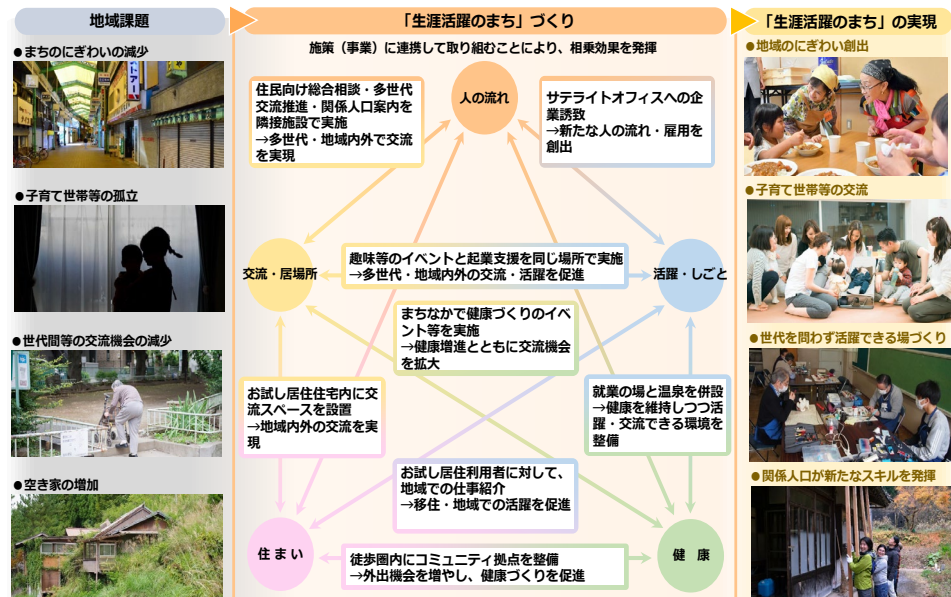 地域課題
●まちのにぎわいの減少
●子育て世帯等の孤立
●世代間等の交流機会の減少
●空き家の増加
「生涯活躍のまち」づくり
施策（事業）に連携して取り組むことにより、相乗効果を発揮
人の流れ
住民向け総合相談・多世代
交流推進・関係人口案内を
隣接施設で実施
→多世代・地域内外で交流
を実現
サテライトオフィスへの企
業誘致
→新たな人の流れ・雇用を
創出
交流・居場所
趣味等のイベントと起業支援を同じ場所で実施
→多世代・地域内外の交流・活躍を促進
活躍・しごと
まちなかで健康づくりのイベ
ント等を実施
→健康増進とともに交流機会
を拡大
お試し居住住宅内に交
流スペースを設置
→地域内外の交流を実
現
就業の場と温泉を併設
→健康を維持しつつ活
躍・交流できる環境を
整備
お試し居住利用者に対して、
地域での仕事紹介
→移住・地域での活躍を促進
住まい
徒歩圏内にコミュニティ拠点を整備
→外出機会を増やし、健康づくりを促進
健 康
「生涯活躍のまち」の実現
●地域のにぎわい創出
●子育て世帯等の交流
●世代を問わず活躍できる場づくり
●関係人口が新たなスキルを発揮